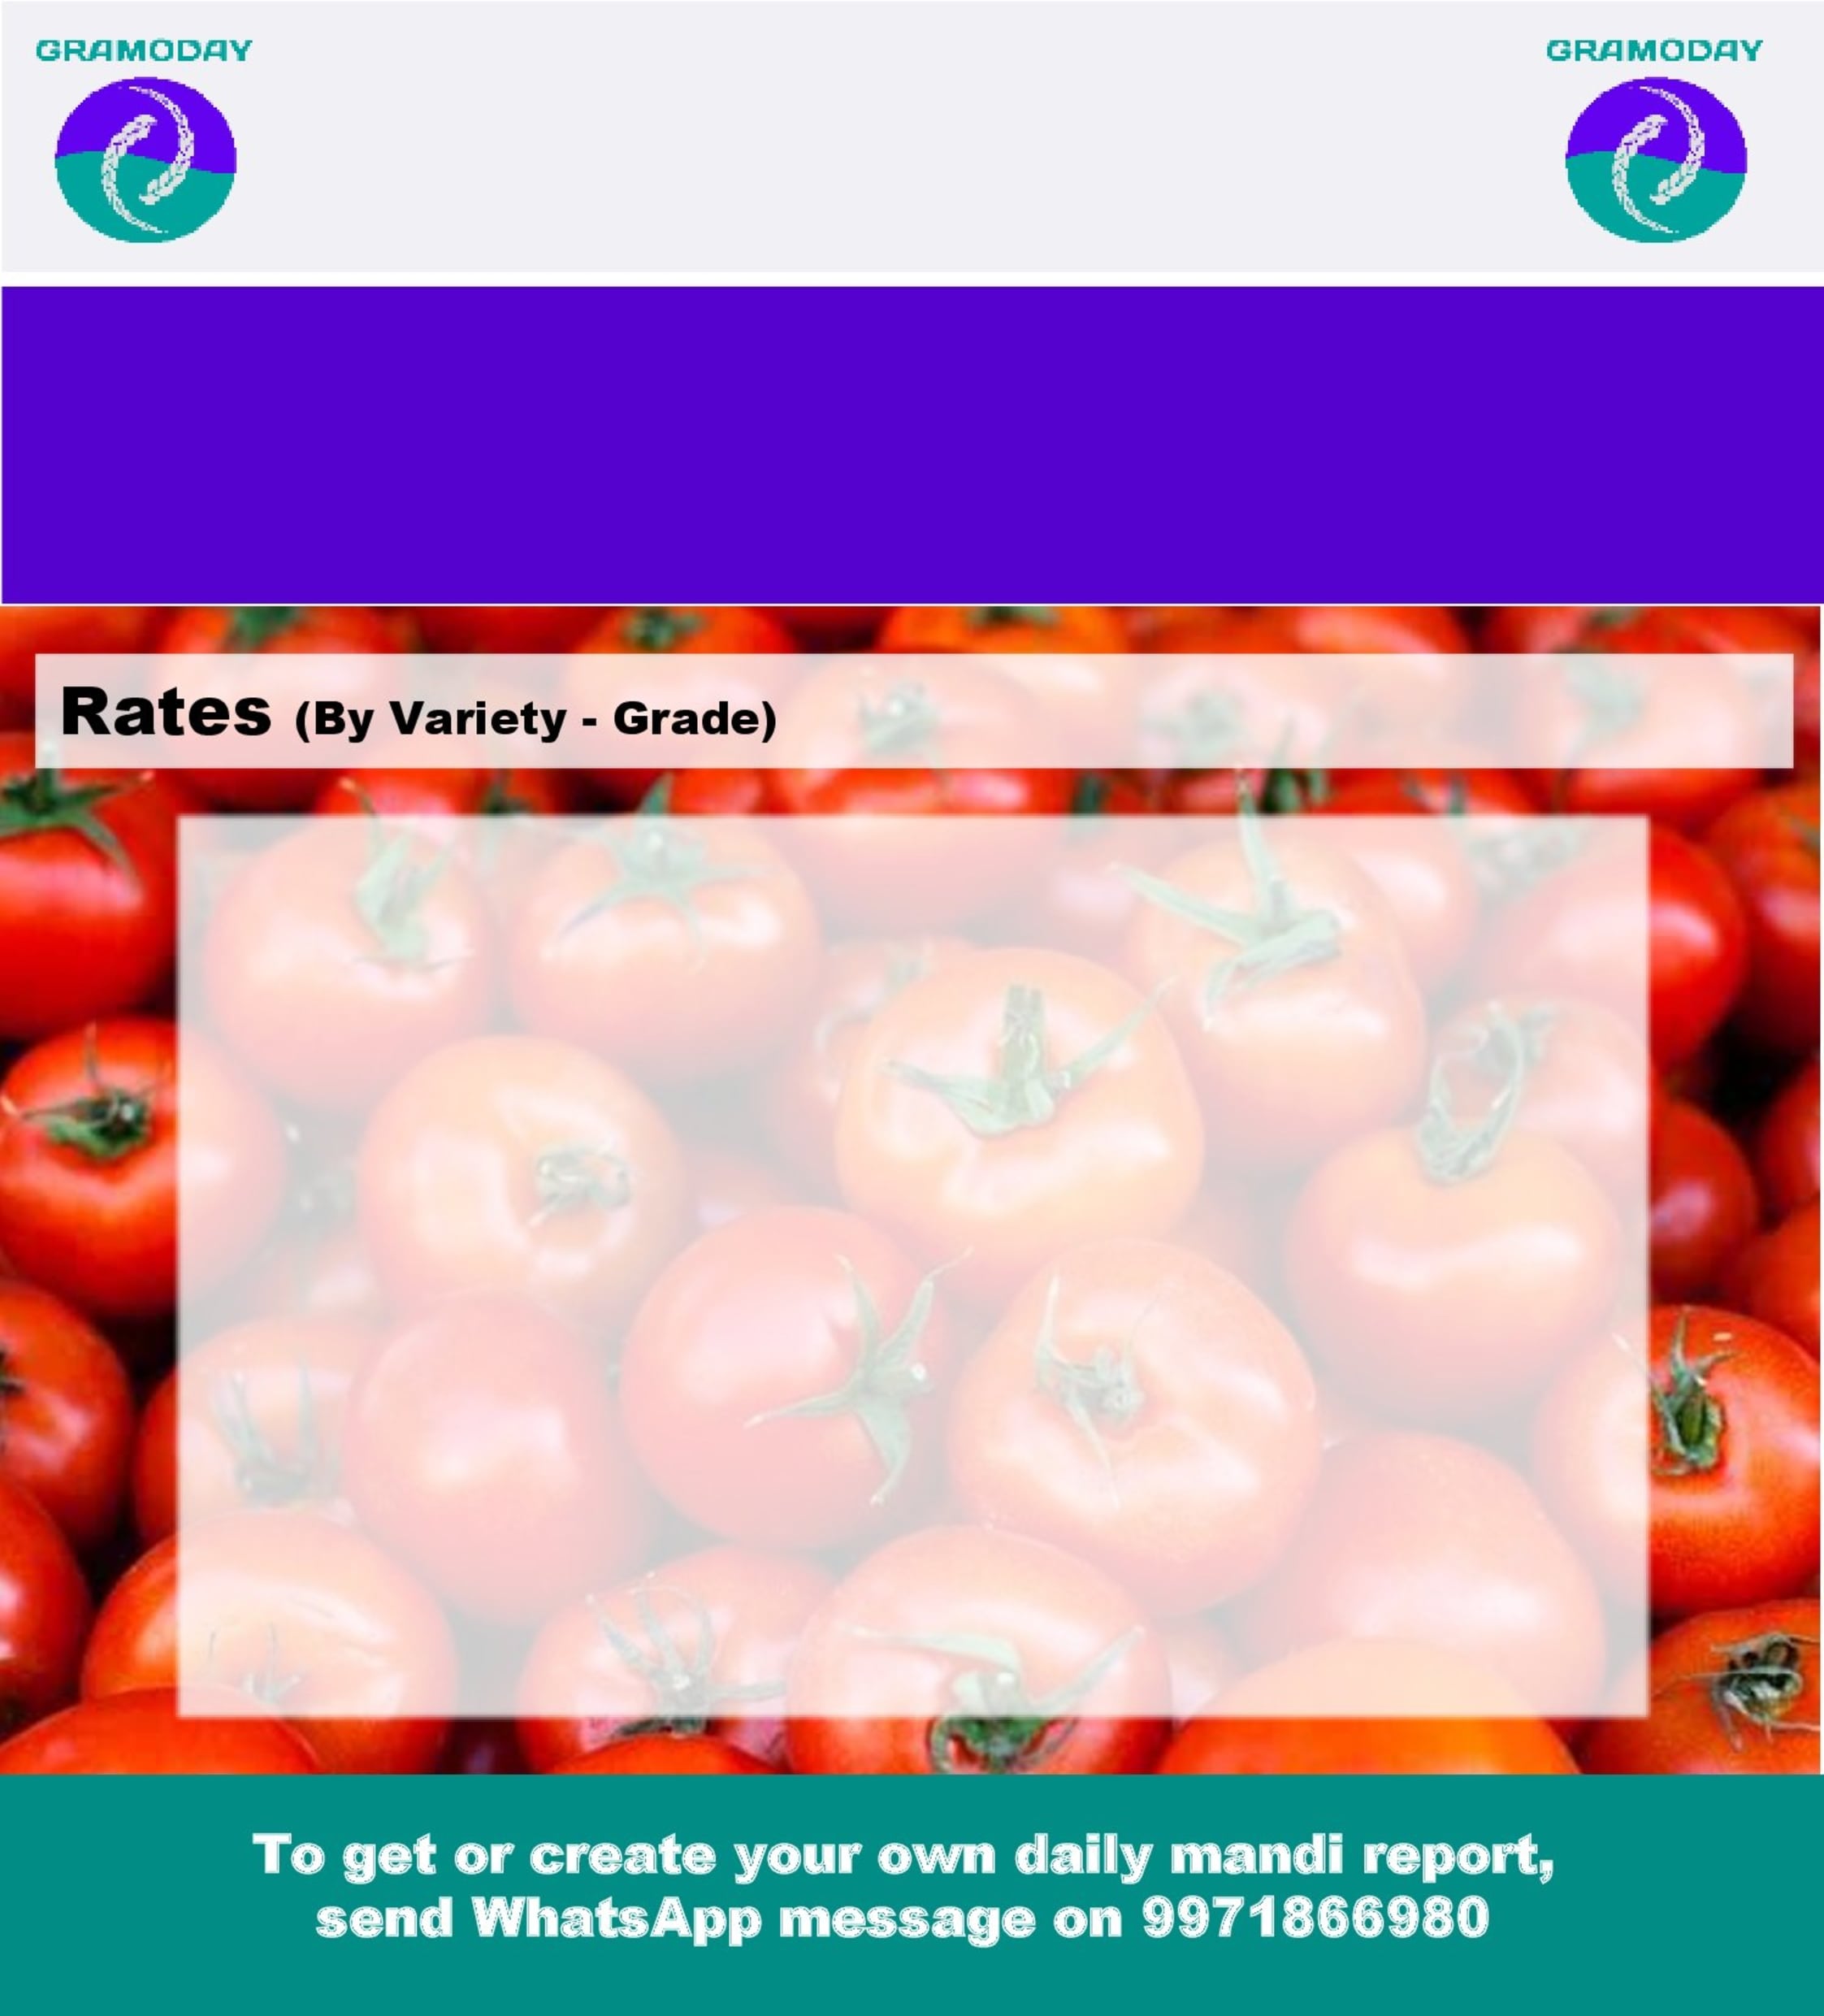 GRAMODAY
GRAMODAY
Rates (By Variety - Grade)
To get or create your own daily mandi report,
send WhatsApp message on 9971866980